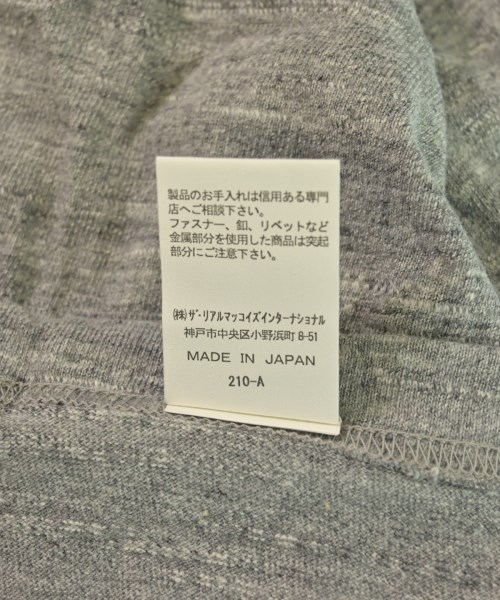 製品のお手入れは信用ある専門
店へご相談下さい。
ファスナー、釦、リベットなど
金属部分を使用した商品は突起
部分にご注意下さい。
(株)ザ・リアルマッコイズインターナショナル
神戸市中央区小野浜町 8-51
MADE IN JAPAN
210-A